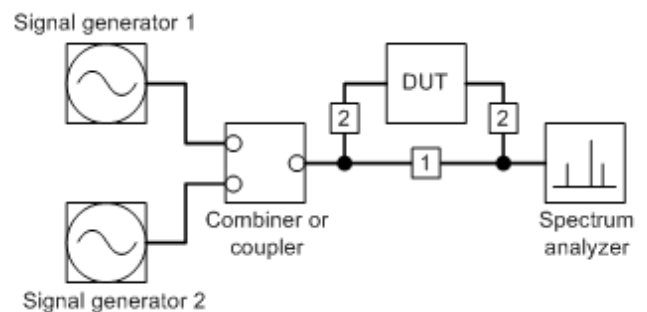 Signal generator 1
DUT
2
2
1
Combiner or
coupler
Spectrum
analyzer
Signal generator 2